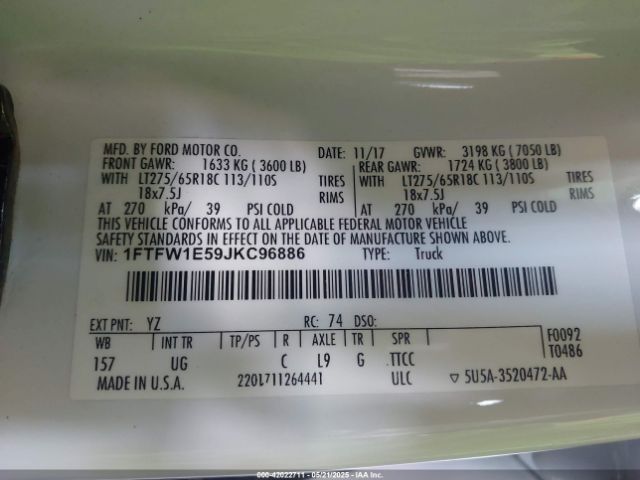 MFD. BY FORD MOTOR CO. DATE: 11/17 GVWR: 3198 KG ( 7050 LB)
FRONT GAWR: 1633 KG ( 3600 LB) REAR GAWR: 1724 KG ( 3800 LB)
WITH LT275/65R18C 113/110S TIRES WITH LT275/65R18C 113/110S TIRES
18x7.5J RIMS 18x7.5J RIMS
AT 270 kPa/ 39 PSI COLD AT 270 kPa/ 39 PSI COLD
THIS VEHICLE CONFORMS TO ALL APPLICABLE FEDERAL MOTOR VEHICLE
SAFETY STANDARDS IN EFFECT ON THE DATE OF MANUFACTURE SHOWN ABOVE.
VIN: 1FTFW1E59JKC96886 TYPE: Truck
EXT PNT: YZ RC: 74 DSO:
WB INT TR TP/PS R AXLE TR SPR F0092
157 UG C L9 G .TTCC T0486
MADE IN U.S.A. 2201711264441 ULC ▽ 5U5A-3520472-AA
000-42022711 - 05/21/2025 - IAA Inc.